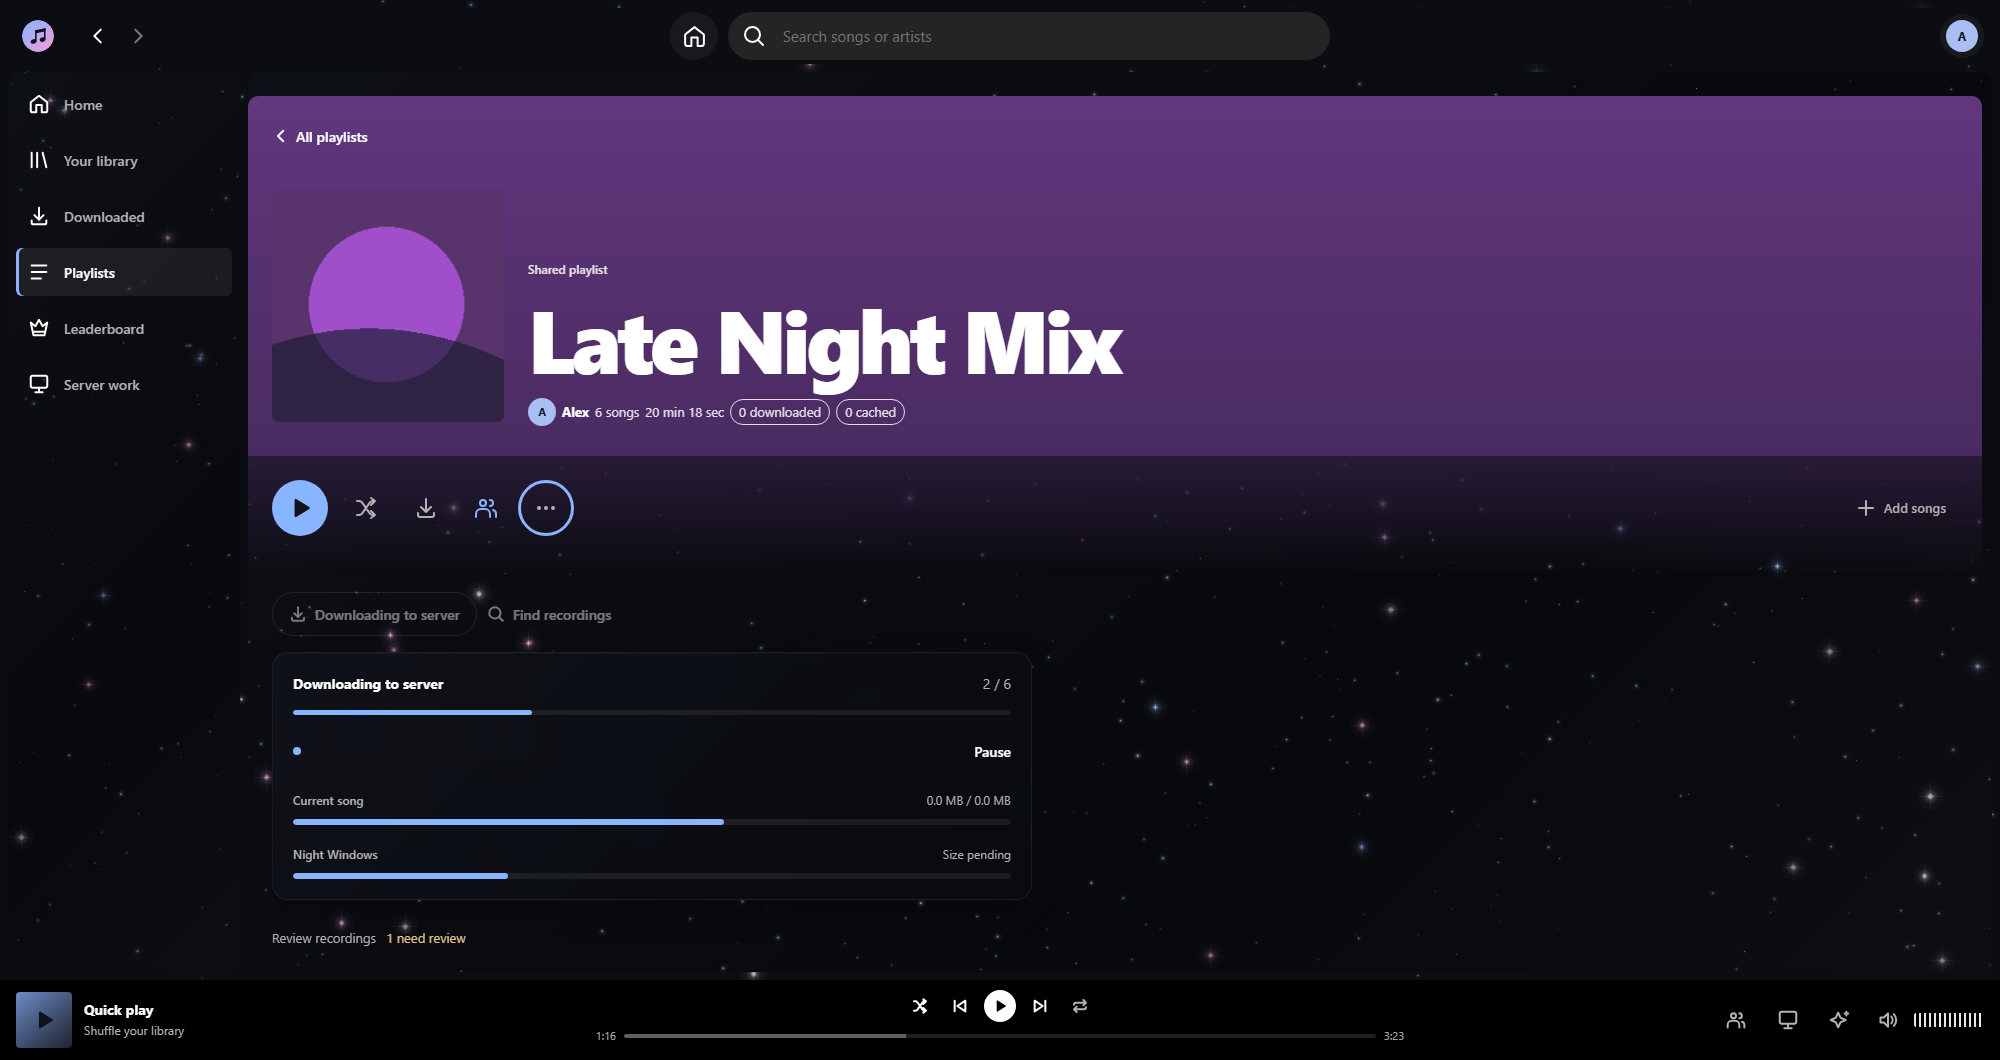 Search songs or artists
A
Home
Your library
Downloaded
Playlists
Leaderboard
Server work
All playlists
Shared playlist
Late Night Mix
A Alex 6 songs 20 min 18 sec 0 downloaded 0 cached
Add songs
Downloading to server Find recordings
Downloading to server 2 / 6
Pause
Current song 0.0 MB / 0.0 MB
Night Windows Size pending
Review recordings 1 need review
Quick play
Shuffle your library
1:16 3:23